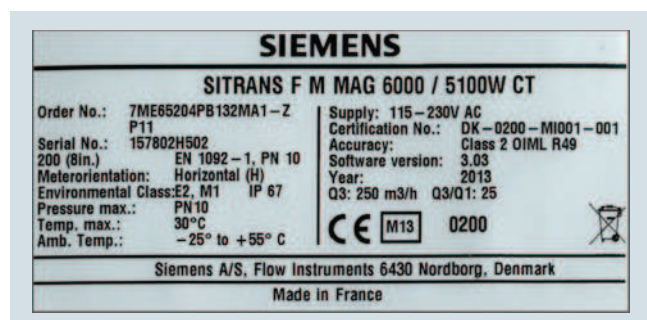 SIEMENS
SITRANS F M MAG 6000 / 5100W CT
Order No.: 7ME65204PB132MA1-Z
P11
Serial No.: 157802H502
200 (8in.) EN 1092-1, PN 10
Meterorientation: Horizontal (H)
Environmental Class:E2, M1 IP 67
Pressure max.: PN10
Temp. max.: 30°C
Amb. Temp.: -25° to +55° C
Supply: 115-230V AC
Certification No.: DK-0200-MI001-001
Accuracy: Class 2 OIML R49
Software version: 3.03
Year: 2013
Q3: 250 m3/h Q3/Q1: 25
CE M13 0200
Siemens A/S, Flow Instruments 6430 Nordborg, Denmark
Made in France